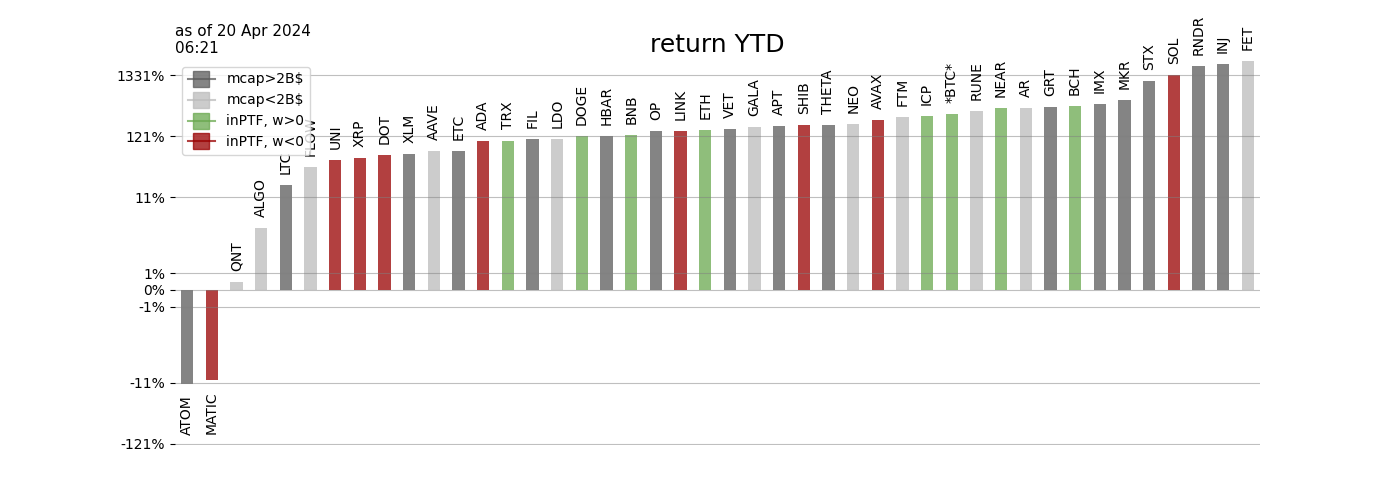 as of 20 Apr 2024
06:21
return YTD
mcap>2B$
mcap<2B$
inPTF, w>0
inPTF, w<0
1331%
121%
11%
1%
0%
-1%
-11%
-121%
ATOM
MATIC
QNT
ALGO
LTC
FLOW
UNI
XRP
DOT
XLM
AAVE
ETC
ADA
TRX
FIL
LDO
DOGE
HBAR
BNB
OP
LINK
ETH
VET
GALA
APT
SHIB
THETA
NEO
AVAX
FTM
ICP
*BTC*
RUNE
NEAR
AR
GRT
BCH
IMX
MKR
STX
SOL
RNDR
INJ
FET